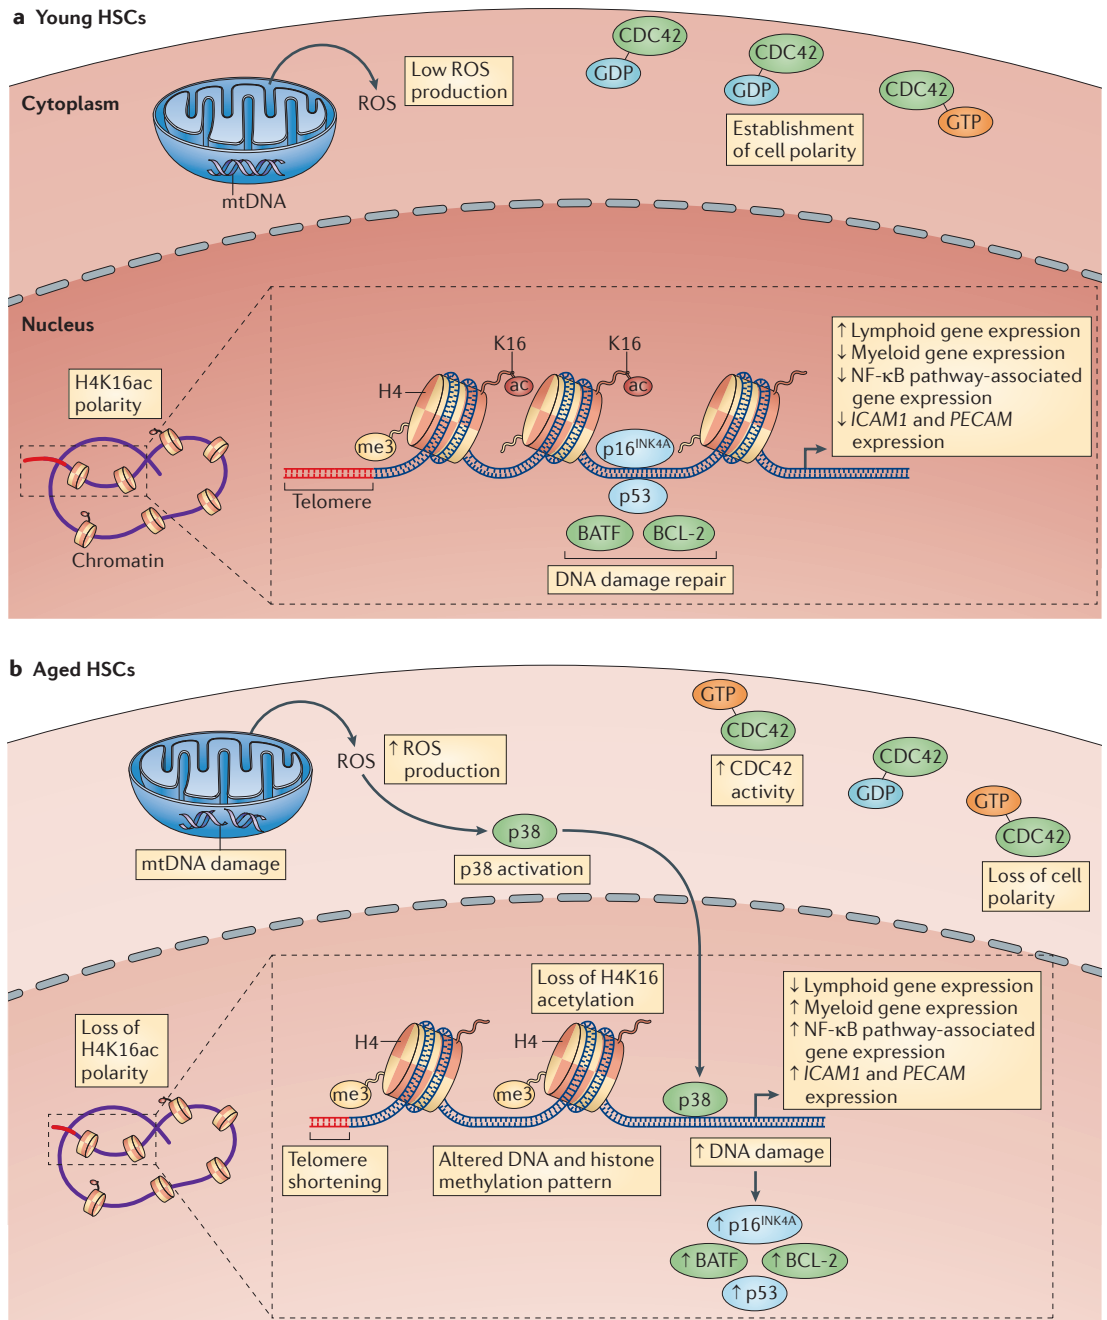 a Young HSCs
CDC42
GDP
CDC42
GDP
CDC42
GTP
Low ROS
production
ROS
Cytoplasm
Establishment
of cell polarity
mtDNA
Nucleus
↑ Lymphoid gene expression
↓ Myeloid gene expression
↓ NF-κB pathway-associated
gene expression
↓ ICAM1 and PECAM
expression
K16
K16
H4K16ac
polarity
H4
ac
ac
me3
p16INK4A
Telomere
p53
BATF
BCL-2
Chromatin
DNA damage repair
b Aged HSCs
GTP
CDC42
ROS
↑ ROS
production
↑ CDC42
activity
CDC42
GDP
GTP
CDC42
p38
mtDNA damage
p38 activation
Loss of cell
polarity
Loss of H4K16
acetylation
↓ Lymphoid gene expression
↑ Myeloid gene expression
↑ NF-κB pathway-associated
gene expression
↑ ICAM1 and PECAM
expression
Loss of
H4K16ac
polarity
H4
H4
me3
me3
p38
Telomere
shortening
Altered DNA and histone
methylation pattern
↑ DNA damage
↑ p16INK4A
↑ BATF
↑ BCL-2
↑ p53